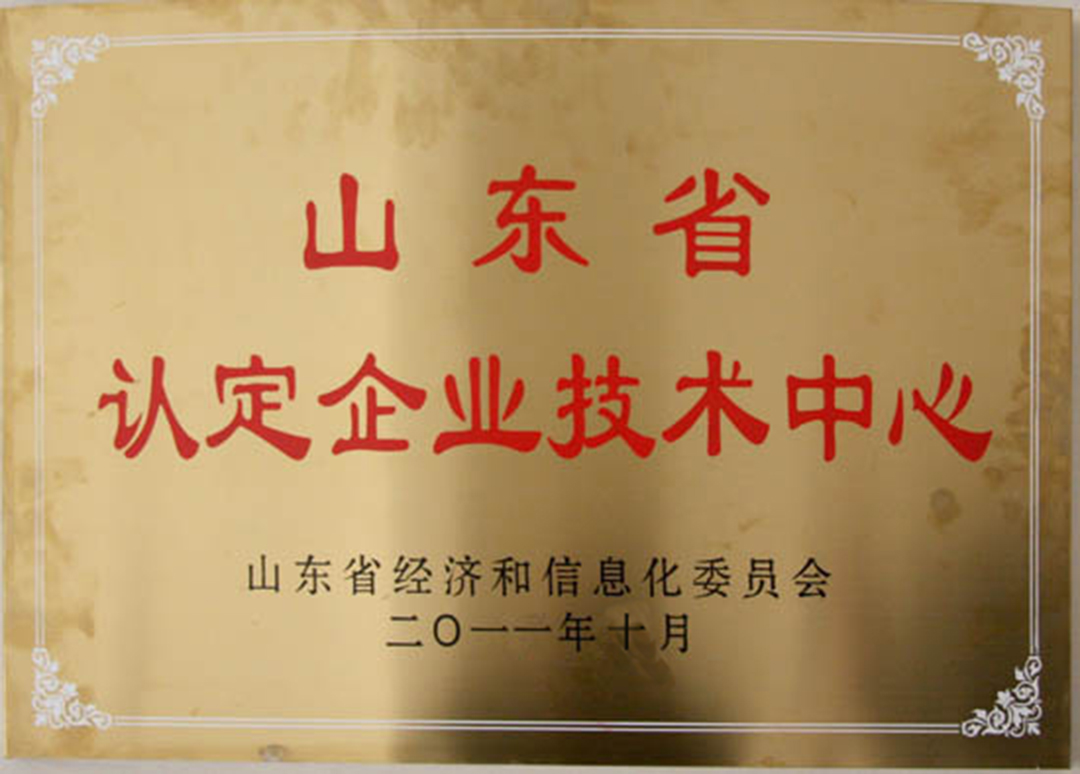 山东省
认定企业技术中心
山东省经济和信息化委员会
二〇一一年十月